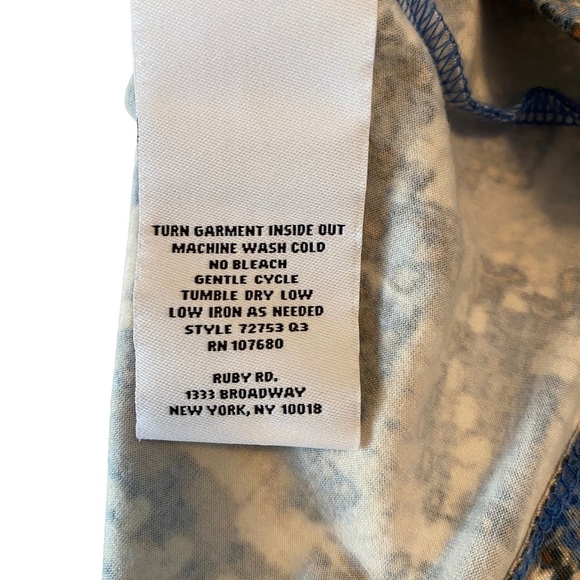 TURN GARMENT INSIDE OUT
MACHINE WASH COLD
NO BLEACH
GENTLE CYCLE
TUMBLE DRY LOW
LOW IRON AS NEEDED
STYLE 72753 Q3
RN 107680
RUBY RD.
1333 BROADWAY
NEW YORK, NY 10018